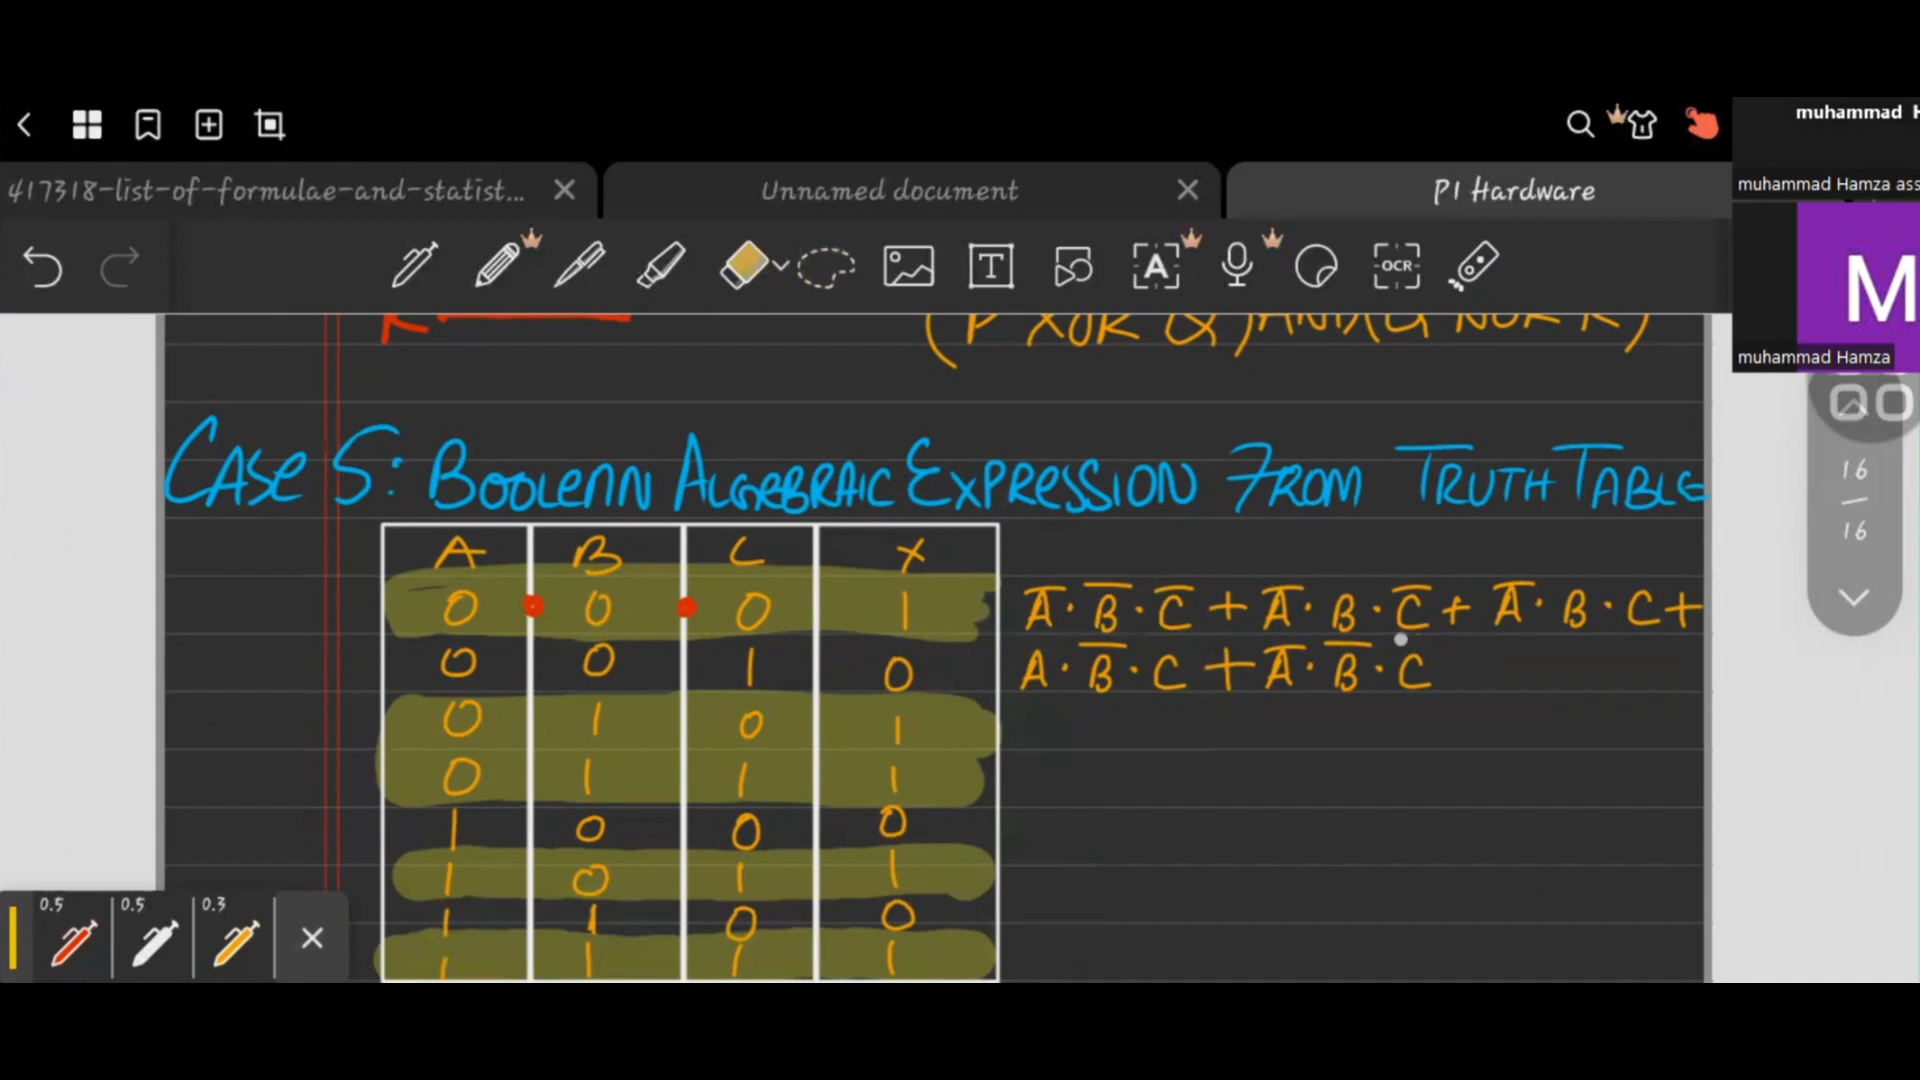 muhammad H
417318-list-of-formulae-and-statist...
Unnamed document
P1 Hardware
muhammad Hamza ass
M
muhammad Hamza
T
A
OCR
(P XOR Q) AND (Q NOR R)
CASE 5: BOOLEAN ALGEBRAIC EXPRESSION FROM TRUTH TABLE
16
16
A B C X
0 0 0 1
0 0 1 0
0 1 0 1
0 1 1 1
1 0 0 0
1 0 1 1
1 1 0 0
1 1 1 1
A̅·B̅·C̅ + A̅·B·C̅ + A̅·B·C +
A·B̅·C + A̅·B̅·C
0.5 0.5 0.3